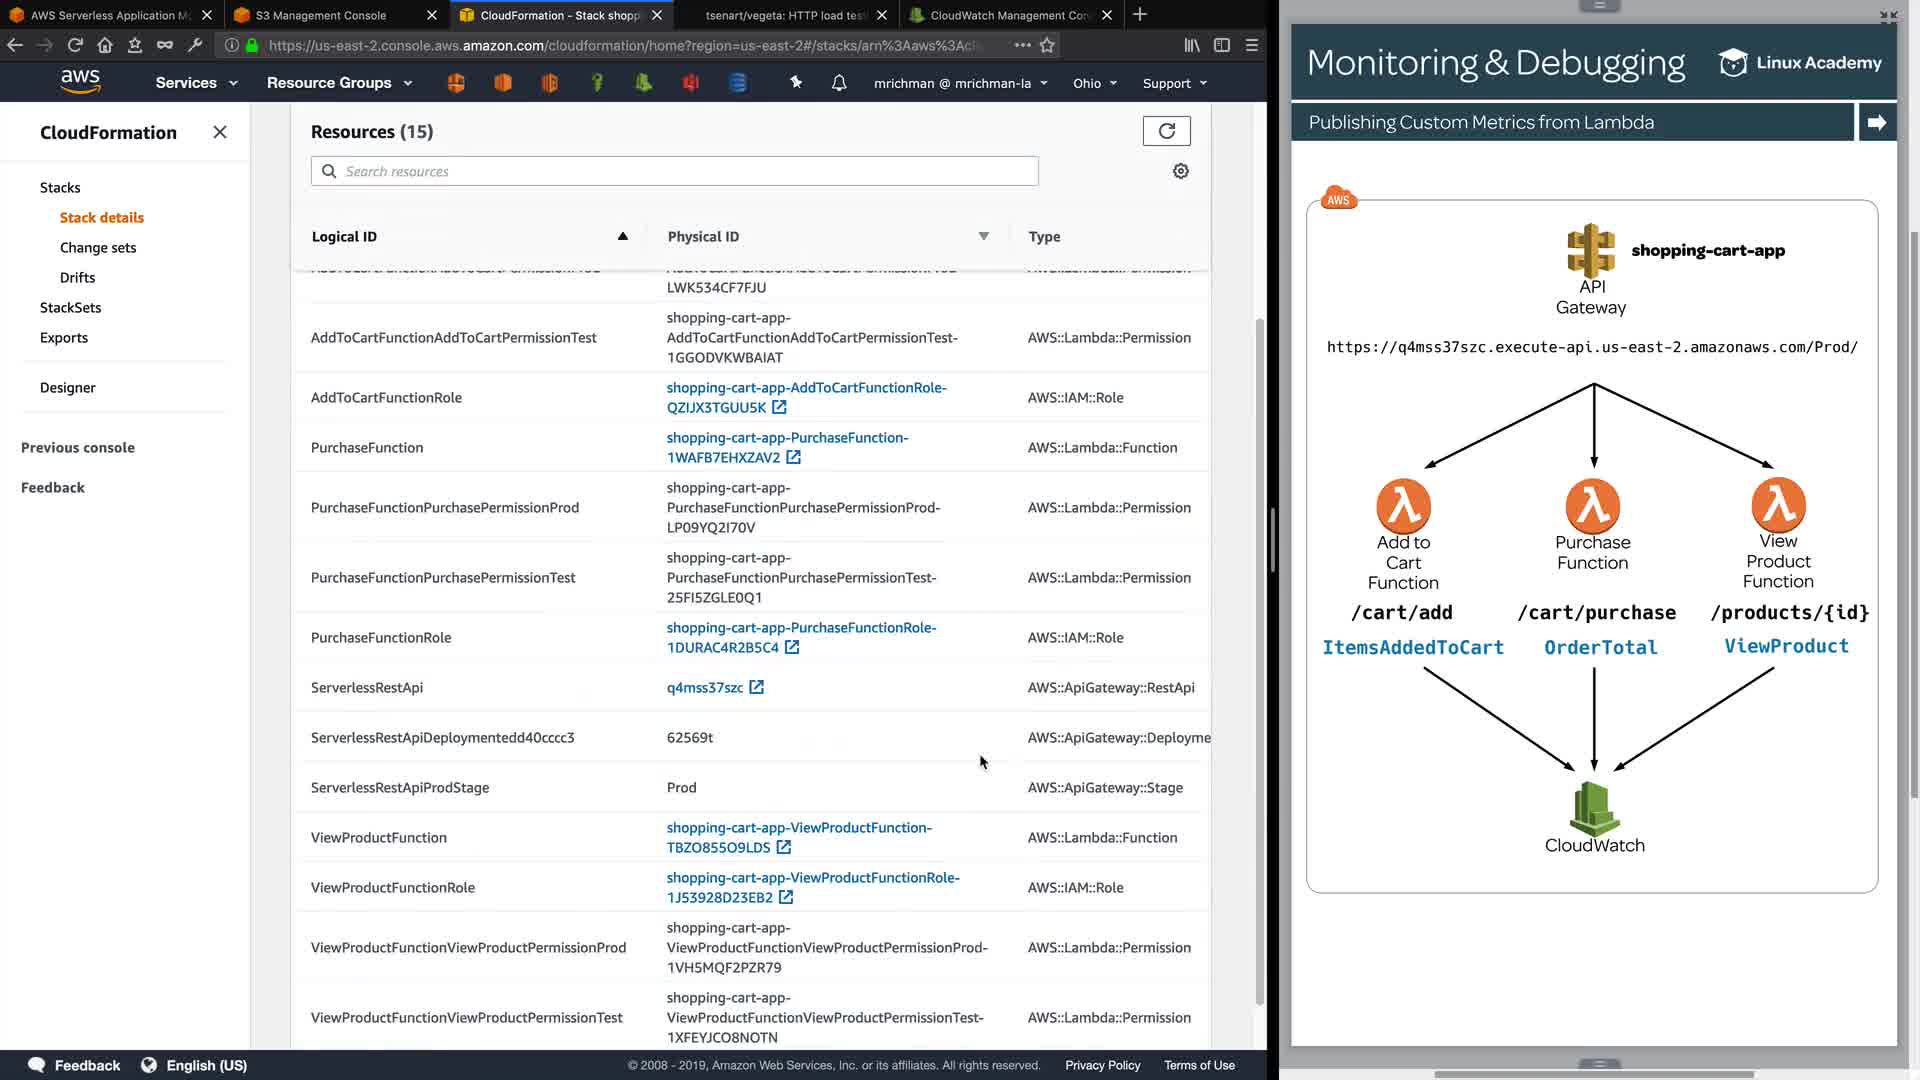 AWS Serverless Application M
S3 Management Console
CloudFormation - Stack shopp
tsenart/vegeta: HTTP load test
CloudWatch Management Con
https://us-east-2.console.aws.amazon.com/cloudformation/home?region=us-east-2#/stacks/arn%3Aaws%3Acl
aws
Services
Resource Groups
mrichman @ mrichman-la
Ohio
Support
CloudFormation
Stacks
Stack details
Change sets
Drifts
StackSets
Exports
Designer
Previous console
Feedback
Resources (15)
Search resources
Logical ID
Physical ID
Type
LWK534CF7FJU
AddToCartFunctionAddToCartPermissionTest
shopping-cart-app-
AddToCartFunctionAddToCartPermissionTest-
1GGODVKWBAIAT
AWS::Lambda::Permission
AddToCartFunctionRole
shopping-cart-app-AddToCartFunctionRole-
QZIJX3TGUU5K
AWS::IAM::Role
PurchaseFunction
shopping-cart-app-PurchaseFunction-
1WAFB7EHXZAV2
AWS::Lambda::Function
PurchaseFunctionPurchasePermissionProd
shopping-cart-app-
PurchaseFunctionPurchasePermissionProd-
LP09YQ2I70V
AWS::Lambda::Permission
PurchaseFunctionPurchasePermissionTest
shopping-cart-app-
PurchaseFunctionPurchasePermissionTest-
25FI5ZGLE0Q1
AWS::Lambda::Permission
PurchaseFunctionRole
shopping-cart-app-PurchaseFunctionRole-
1DURAC4R2B5C4
AWS::IAM::Role
ServerlessRestApi
q4mss37szc
AWS::ApiGateway::RestApi
ServerlessRestApiDeploymentedd40cccc3
62569t
AWS::ApiGateway::Deployme
ServerlessRestApiProdStage
Prod
AWS::ApiGateway::Stage
ViewProductFunction
shopping-cart-app-ViewProductFunction-
TBZO855O9LDS
AWS::Lambda::Function
ViewProductFunctionRole
shopping-cart-app-ViewProductFunctionRole-
1J53928D23EB2
AWS::IAM::Role
ViewProductFunctionViewProductPermissionProd
shopping-cart-app-
ViewProductFunctionViewProductPermissionProd-
1VH5MQF2PZR79
AWS::Lambda::Permission
ViewProductFunctionViewProductPermissionTest
shopping-cart-app-
ViewProductFunctionViewProductPermissionTest-
1XFEYJCO8NOTN
AWS::Lambda::Permission
Feedback
English (US)
© 2008 - 2019, Amazon Web Services, Inc. or its affiliates. All rights reserved.
Privacy Policy
Terms of Use
Monitoring & Debugging
Linux Academy
Publishing Custom Metrics from Lambda
AWS
shopping-cart-app
API
Gateway
https://q4mss37szc.execute-api.us-east-2.amazonaws.com/Prod/
Add to
Cart
Function
Purchase
Function
View
Product
Function
/cart/add
/cart/purchase
/products/{id}
ItemsAddedToCart
OrderTotal
ViewProduct
CloudWatch